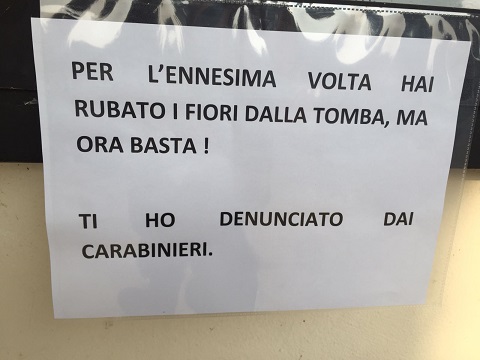 PER L'ENNESIMA VOLTA HAI
RUBATO I FIORI DALLA TOMBA, MA
ORA BASTA !
TI HO DENUNCIATO DAI
CARABINIERI.